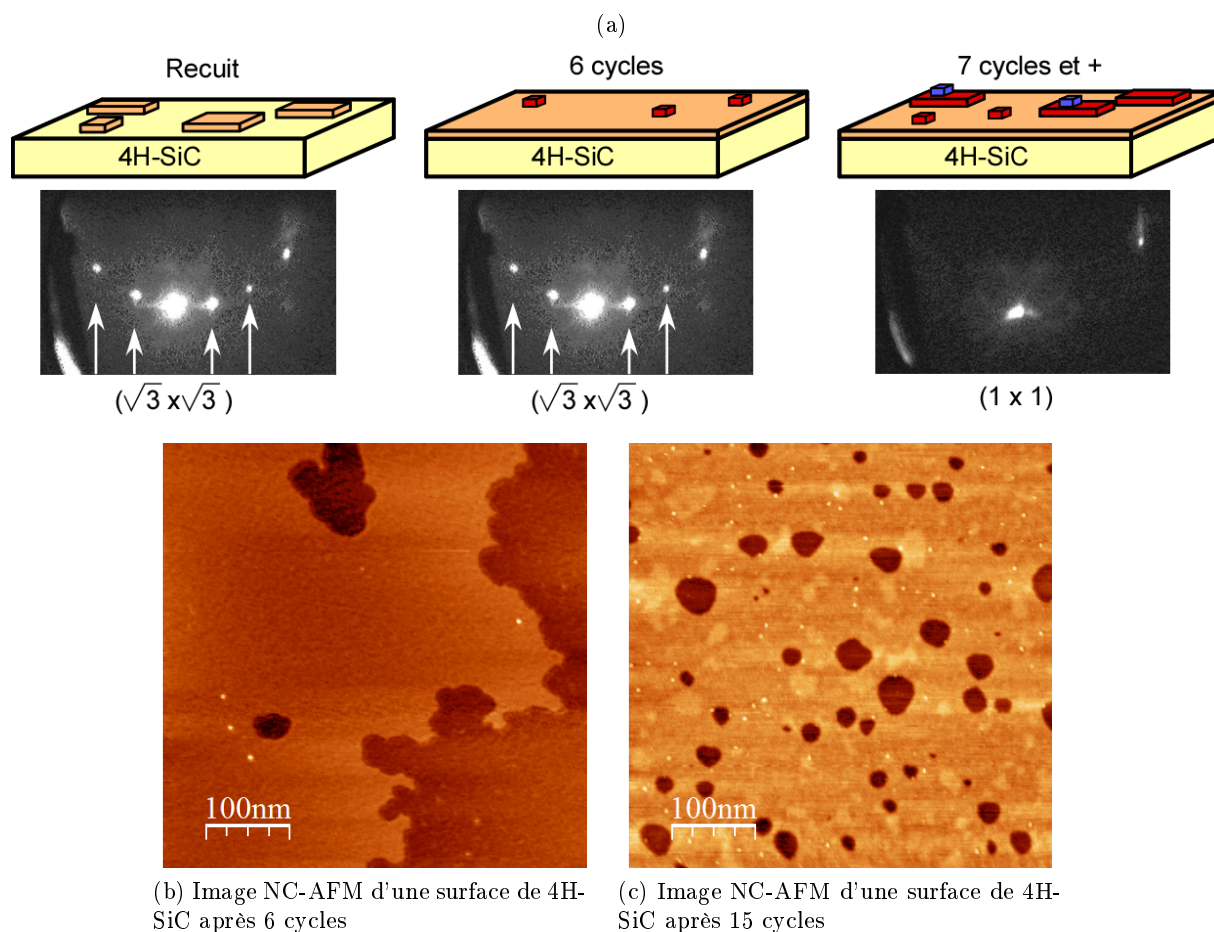 (a)
Recuit 6 cycles 7 cycles et +
4H-SiC 4H-SiC 4H-SiC
(√3 x√3 ) (√3 x√3 ) (1 x 1)
100nm 100nm
(b) Image NC-AFM d'une surface de 4H-
SiC après 6 cycles
(c) Image NC-AFM d'une surface de 4H-
SiC après 15 cycles